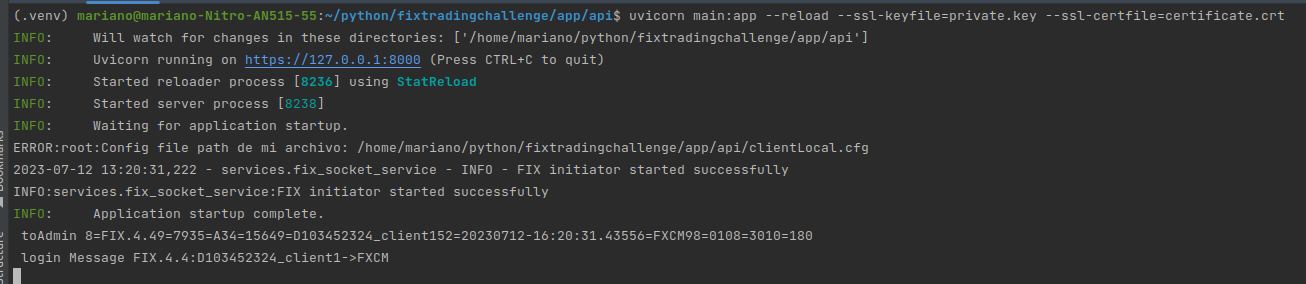 (.venv) mariano@mariano-Nitro-AN515-55:~/python/fixtradingchallenge/app/api$ uvicorn main:app --reload --ssl-keyfile=private.key --ssl-certfile=certificate.crt
INFO:     Will watch for changes in these directories: ['/home/mariano/python/fixtradingchallenge/app/api']
INFO:     Uvicorn running on https://127.0.0.1:8000 (Press CTRL+C to quit)
INFO:     Started reloader process [8236] using StatReload
INFO:     Started server process [8238]
INFO:     Waiting for application startup.
ERROR:root:Config file path de mi archivo: /home/mariano/python/fixtradingchallenge/app/api/clientLocal.cfg
2023-07-12 13:20:31,222 - services.fix_socket_service - INFO - FIX initiator started successfully
INFO:services.fix_socket_service:FIX initiator started successfully
INFO:     Application startup complete.
toAdmin 8=FIX.4.49=7935=A34=15649=D103452324_client152=20230712-16:20:31.43556=FXCM98=0108=3010=180
login Message FIX.4.4:D103452324_client1->FXCM